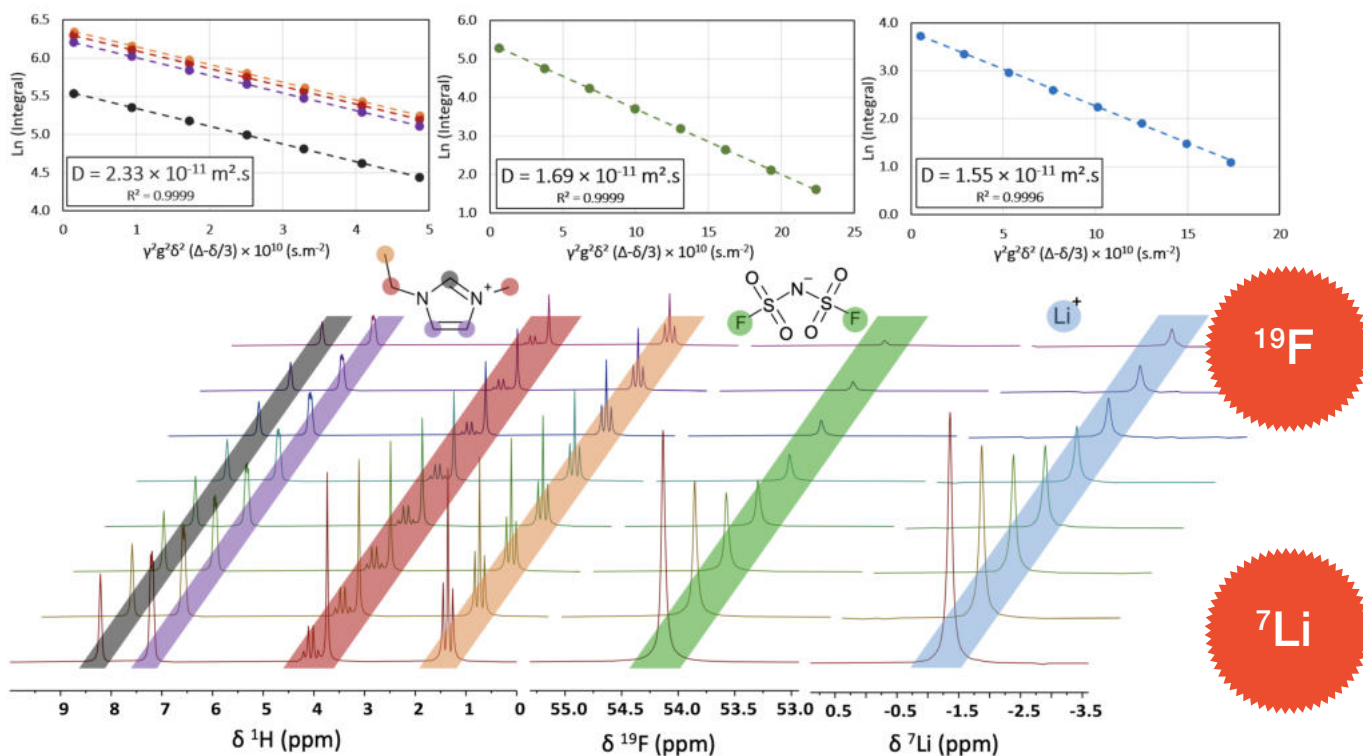 6.5
6.0
5.5
5.0
4.5
4.0
Ln (Integral)
D = 2.33 × 10⁻¹¹ m².s
R² = 0.9999
0 1 2 3 4 5
γ²g²δ² (Δ-δ/3) × 10¹⁰ (s.m⁻²)
6.0
5.0
4.0
3.0
2.0
1.0
Ln (Integral)
D = 1.69 × 10⁻¹¹ m².s
R² = 0.9999
0 5 10 15 20 25
γ²g²δ² (Δ-δ/3) × 10¹⁰ (s.m⁻²)
4.0
3.0
2.0
1.0
0.0
Ln (Integral)
D = 1.55 × 10⁻¹¹ m².s
R² = 0.9996
0 5 10 15 20
γ²g²δ² (Δ-δ/3) × 10¹⁰ (s.m⁻²)
N + N
O N⁻ O
S S
F O O F
Li⁺
¹⁹F
⁷Li
9 8 7 6 5 4 3 2 1 0
δ ¹H (ppm)
55.0 54.5 54.0 53.5 53.0
δ ¹⁹F (ppm)
0.5 -0.5 -1.5 -2.5 -3.5
δ ⁷Li (ppm)